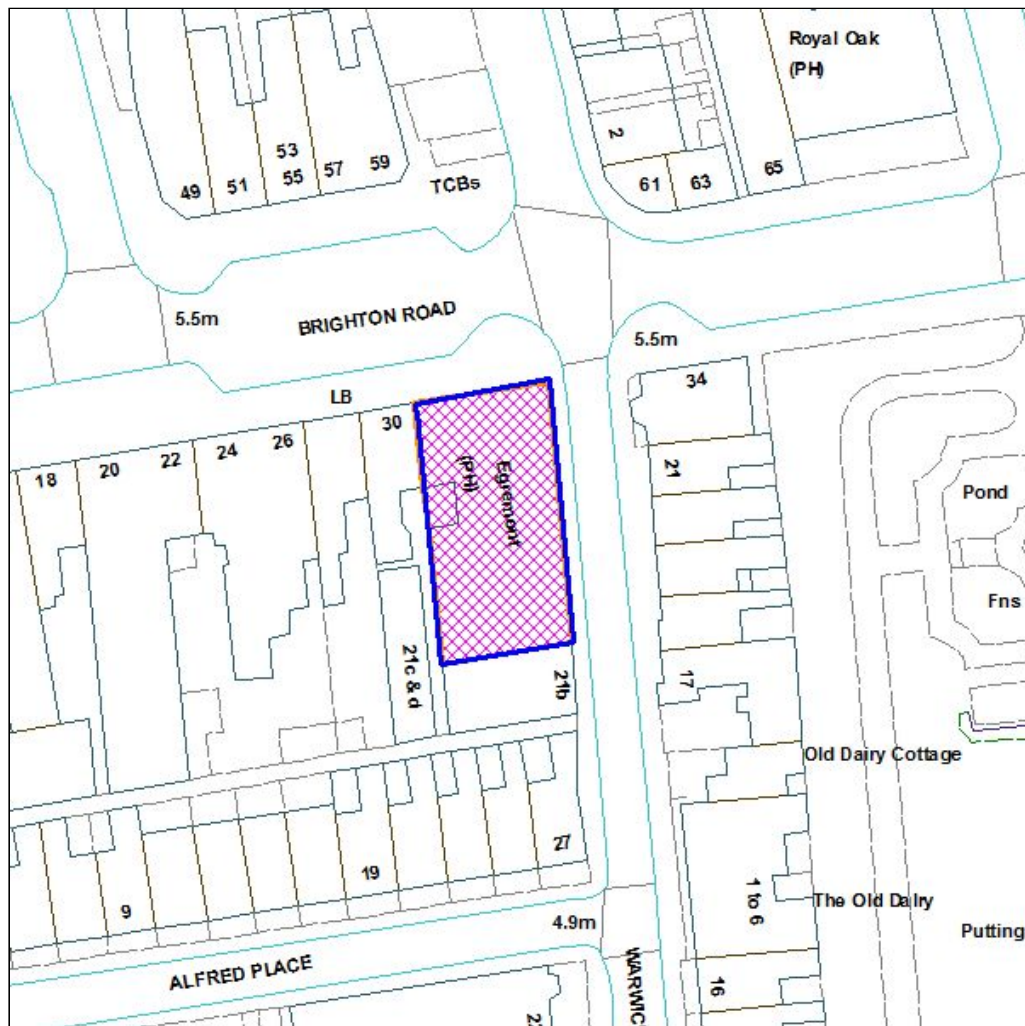 Royal Oak
(PH)
2
53
49
51
55
57
59
TCBs
61
63
65
5.5m
BRIGHTON ROAD
5.5m
LB
34
18
20
22
24
26
30
Egremont
(PH)
21
Pond
Fns
21c & d
21b
17
Old Dairy Cottage
9
19
27
1 to 6
The Old Dairy
4.9m
Putting
ALFRED PLACE
WARWIC
16